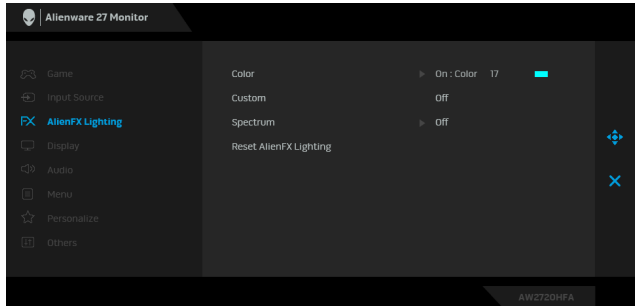 Alienware 27 Monitor
Game
Input Source
FX AlienFX Lighting
Display
Audio
Menu
Personalize
Others
Color On : Color 17
Custom Off
Spectrum Off
Reset AlienFX Lighting
AW2720HFA